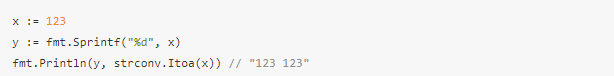 x := 123
y := fmt.Sprintf("%d", x)
fmt.Println(y, strconv.Itoa(x)) // "123 123"